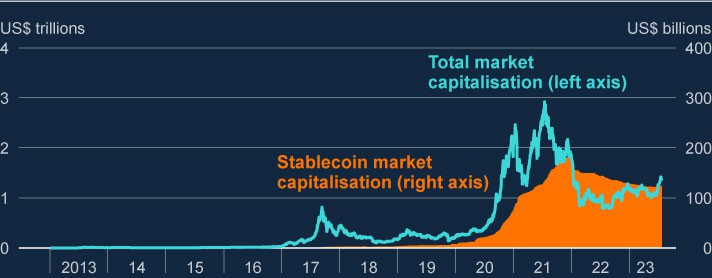 US$ trillions
US$ billions
4
400
Total market
capitalisation (left axis)
3
300
2
200
Stablecoin market
capitalisation (right axis)
1
100
0
0
2013 14 15 16 17 18 19 20 21 22 23